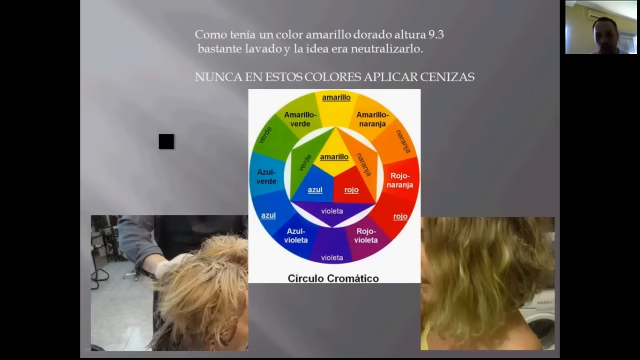 Como tenía un color amarillo dorado altura 9.3
bastante lavado y la idea era neutralizarlo.
NUNCA EN ESTOS COLORES APLICAR CENIZAS
amarillo
Amarillo-
verde
Amarillo-
naranja
verde
naranja
amarillo
verde
naranja
Azul-
verde
Rojo-
naranja
azul
rojo
azul
rojo
violeta
Azul-
violeta
Rojo-
violeta
violeta
Círculo Cromático